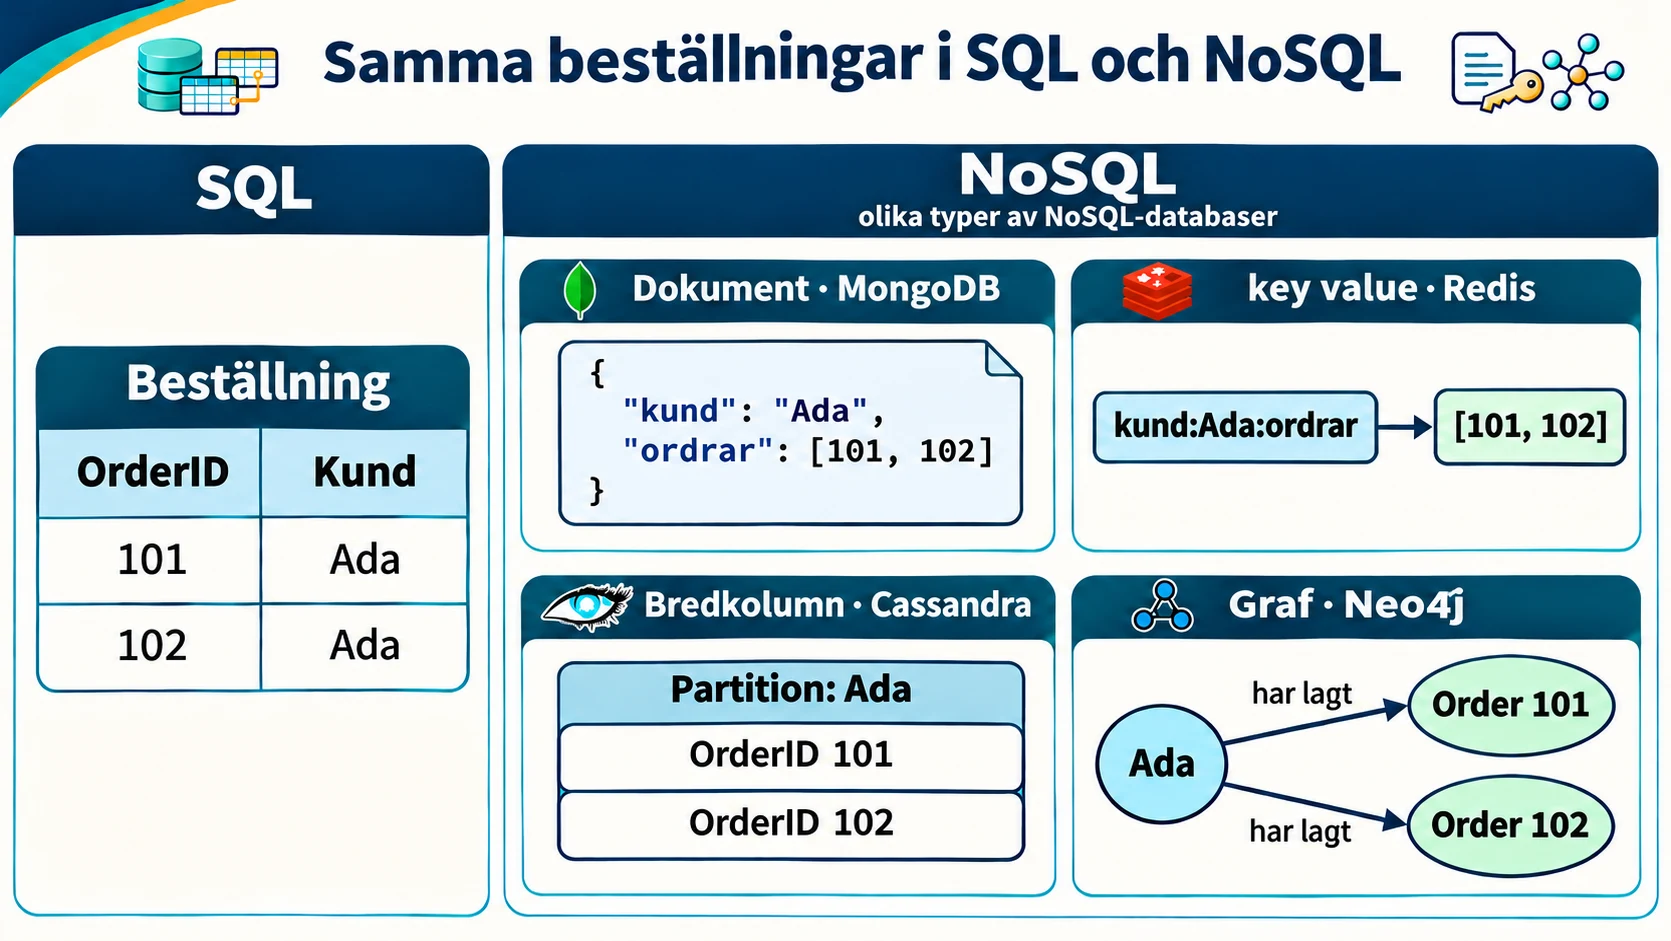 Samma beställningar i SQL och NoSQL
SQL
Beställning
OrderID Kund
101 Ada
102 Ada
NoSQL
olika typer av NoSQL-databaser
Dokument · MongoDB
{
"kund": "Ada",
"ordrar": [101, 102]
}
key value · Redis
kund:Ada:ordrar [101, 102]
Bredkolumn · Cassandra
Partition: Ada
OrderID 101
OrderID 102
Graf · Neo4j
Ada
har lagt
Order 101
har lagt
Order 102